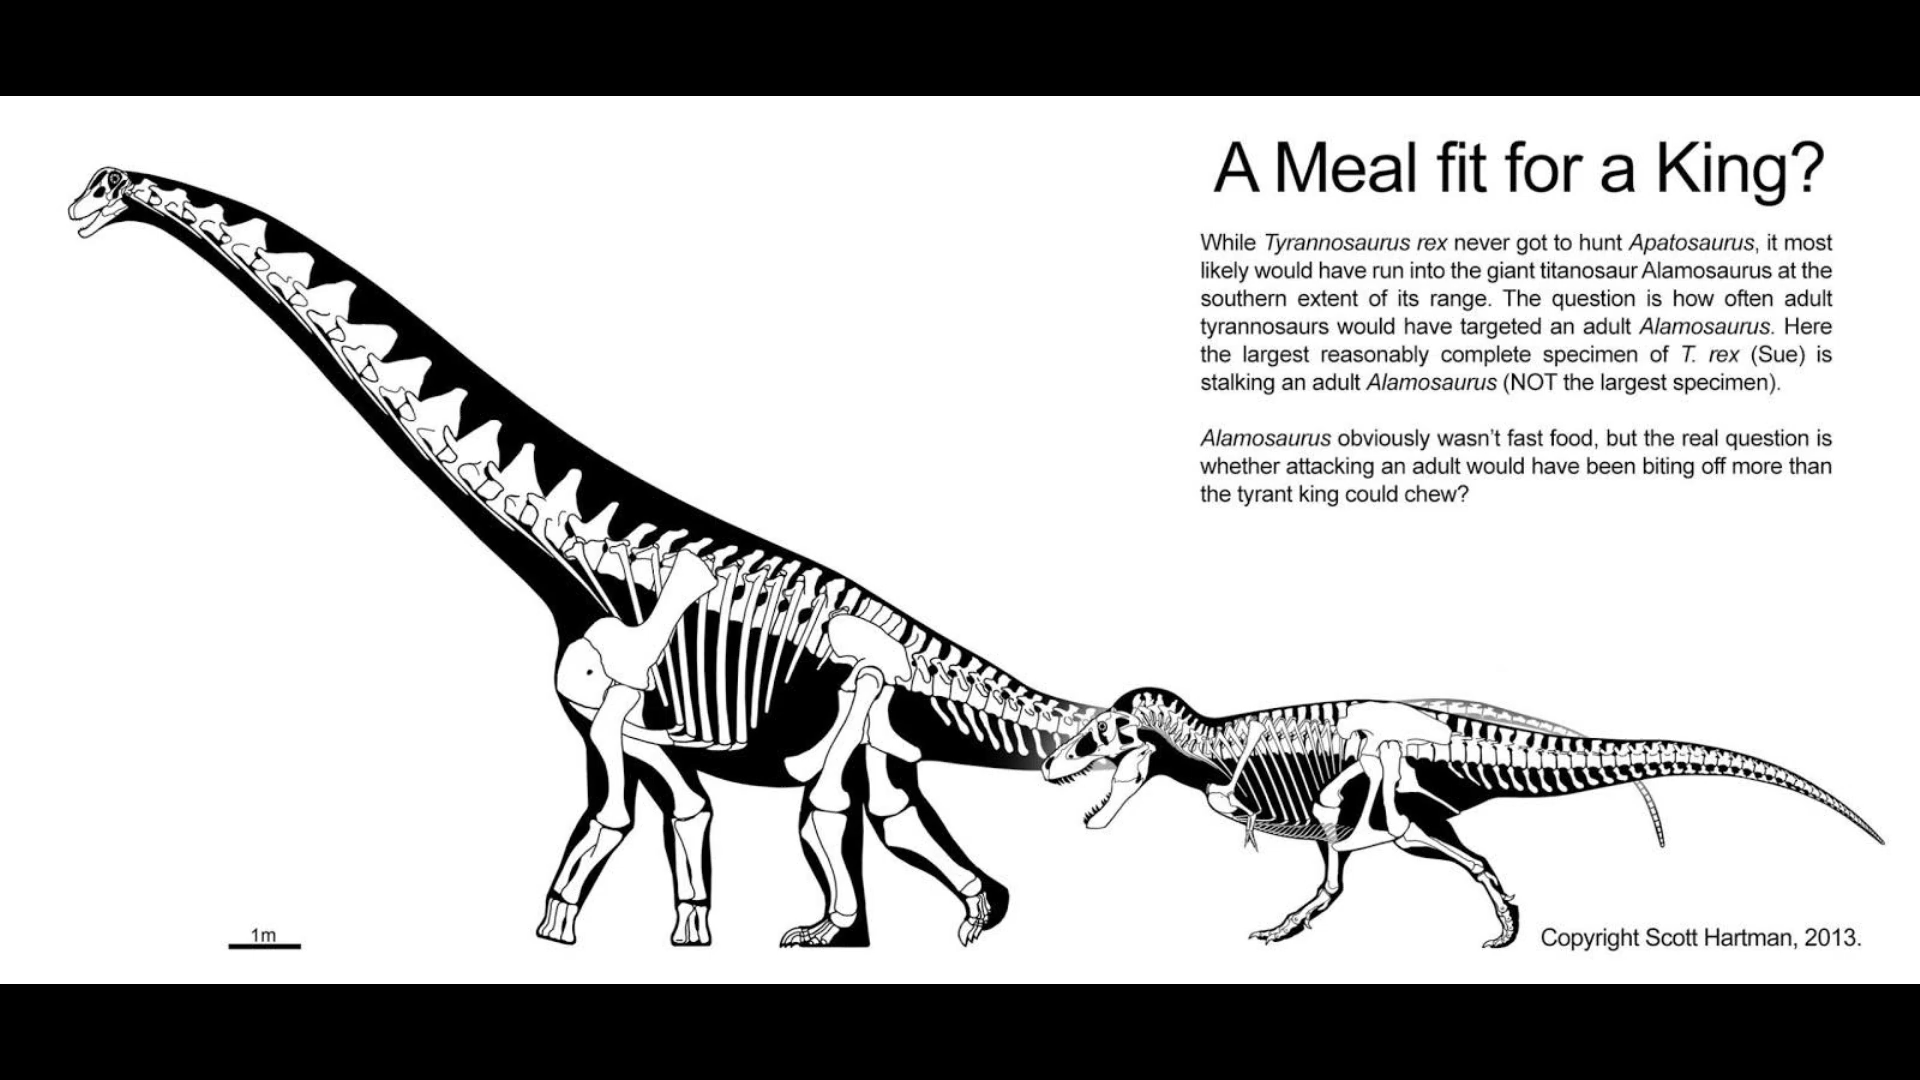 A Meal fit for a King?
While Tyrannosaurus rex never got to hunt Apatosaurus, it most
likely would have run into the giant titanosaur Alamosaurus at the
southern extent of its range. The question is how often adult
tyrannosaurs would have targeted an adult Alamosaurus. Here
the largest reasonably complete specimen of T. rex (Sue) is
stalking an adult Alamosaurus (NOT the largest specimen).
Alamosaurus obviously wasn't fast food, but the real question is
whether attacking an adult would have been biting off more than
the tyrant king could chew?
1m
Copyright Scott Hartman, 2013.